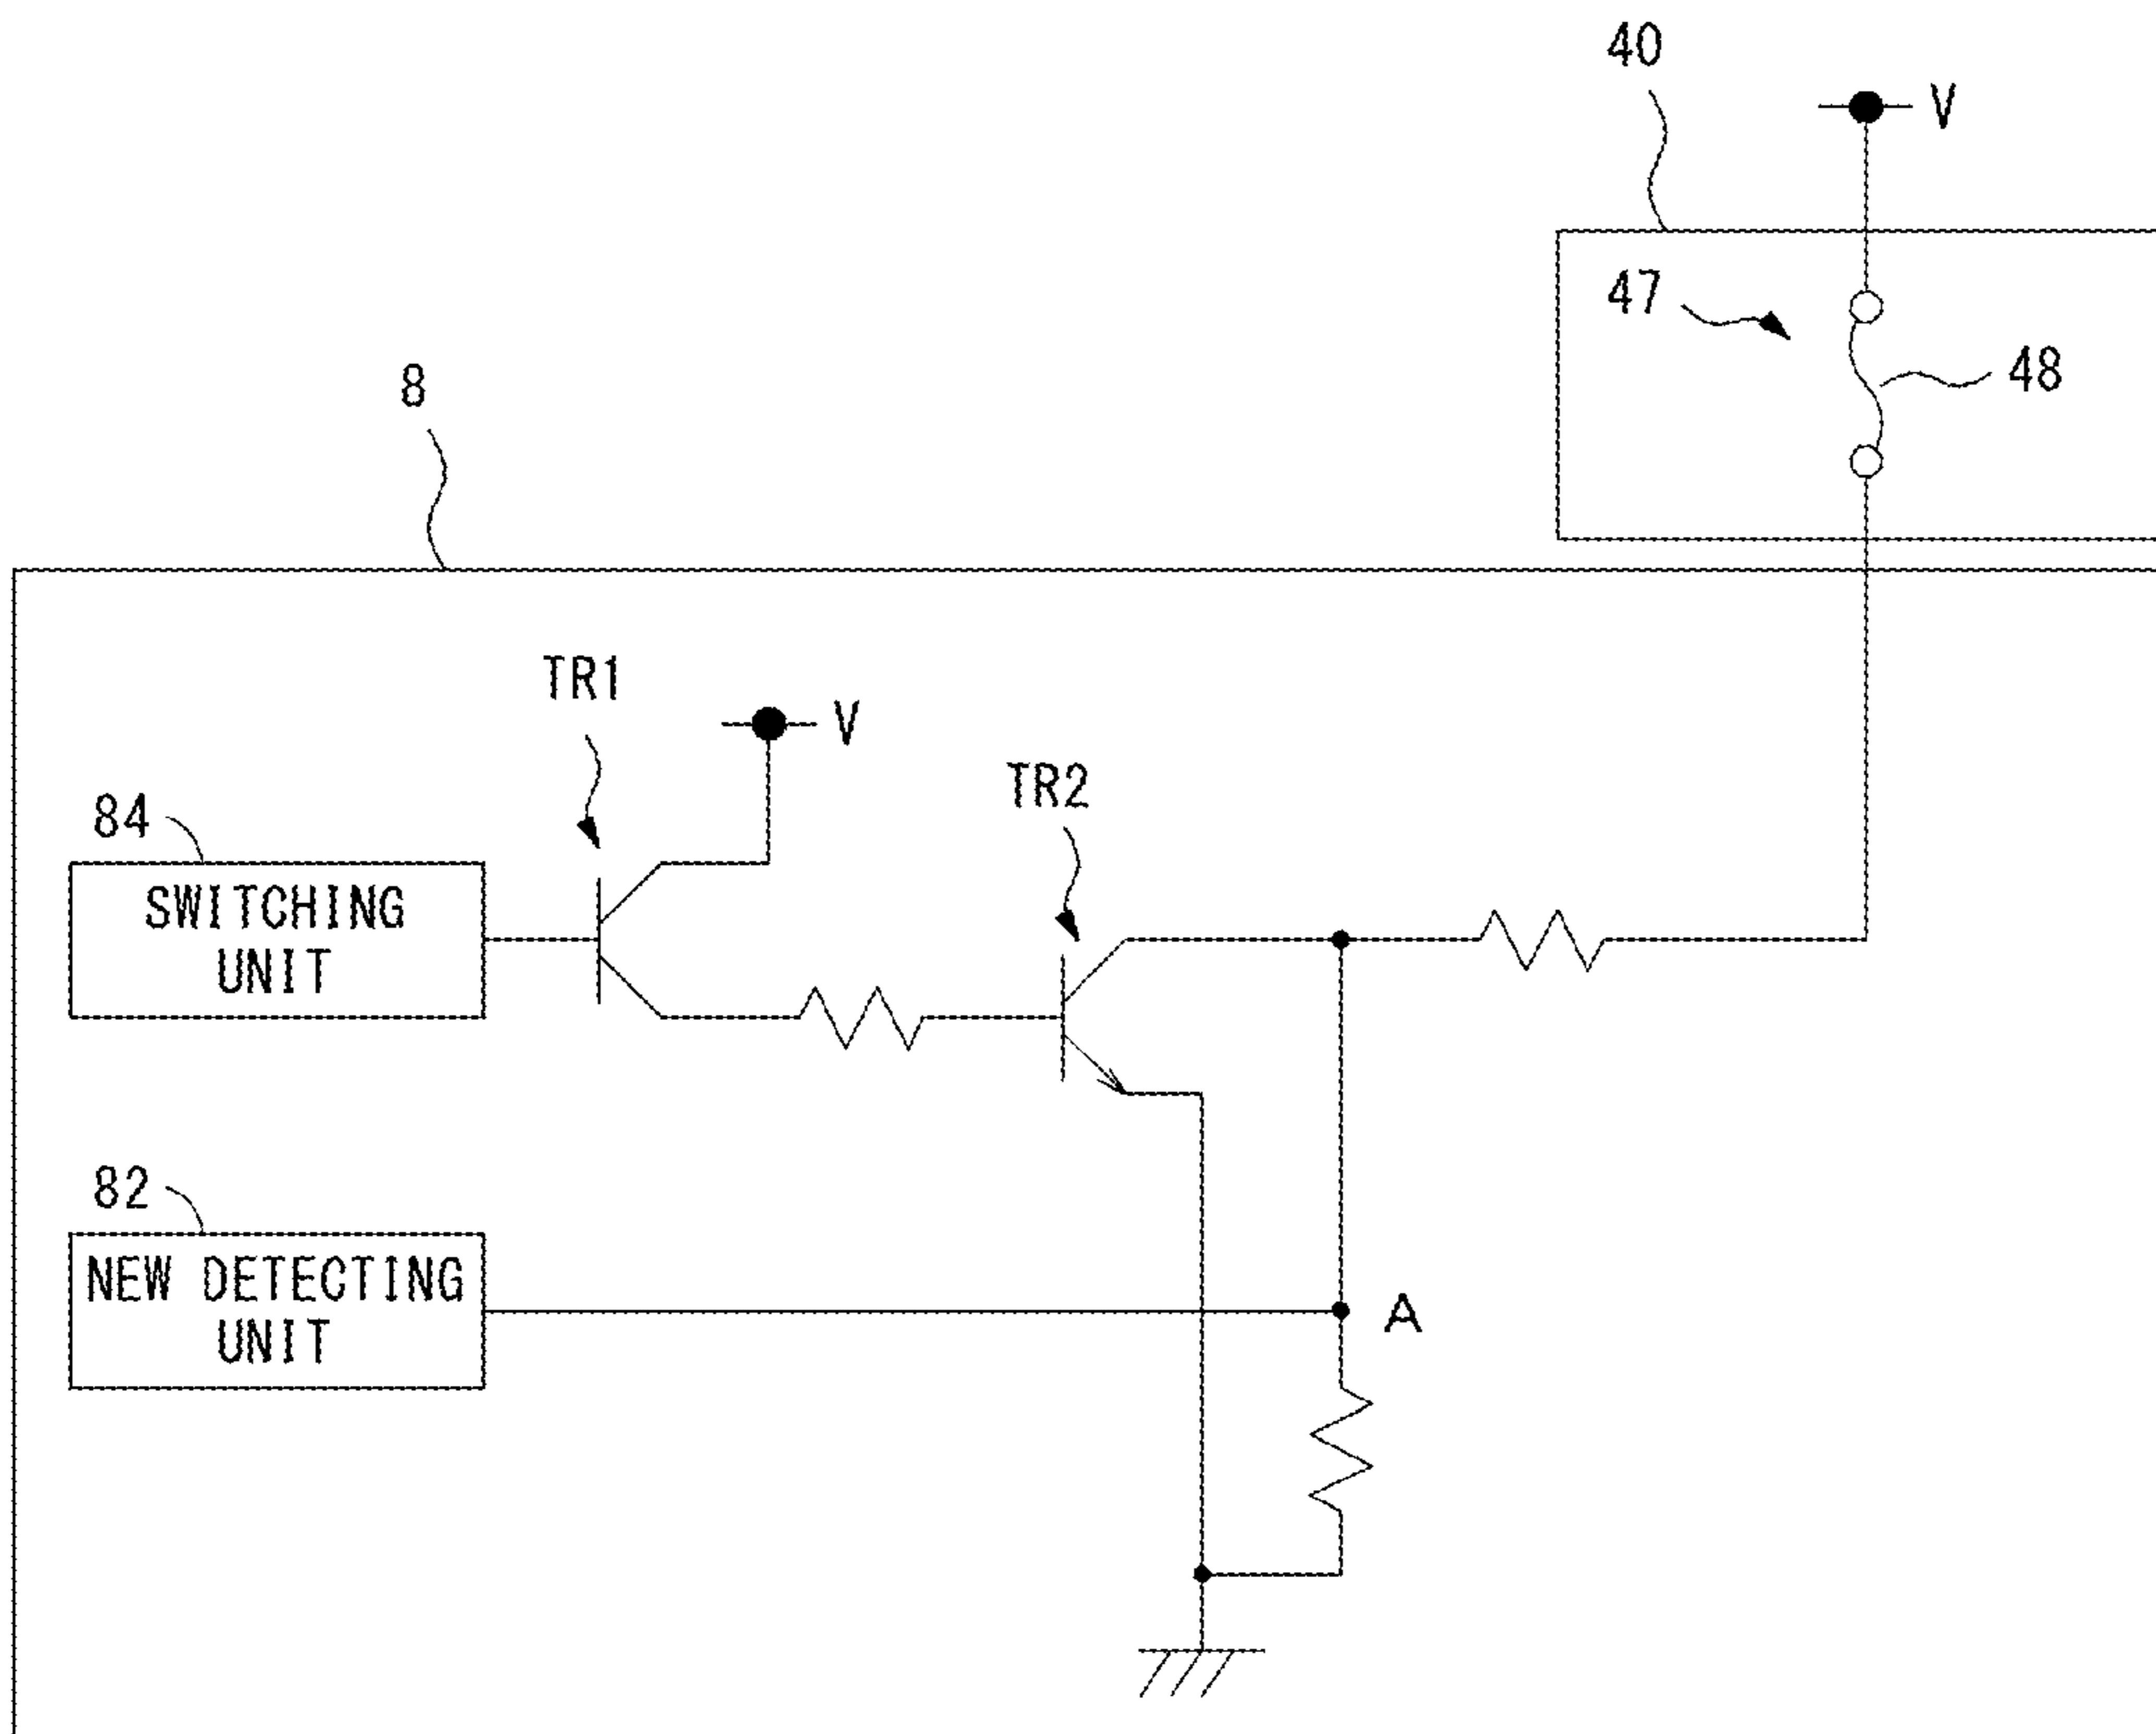 40
V
47
48
8
TR1
V
TR2
84
SWITCHING
UNIT
82
NEW DETECTING
UNIT
A